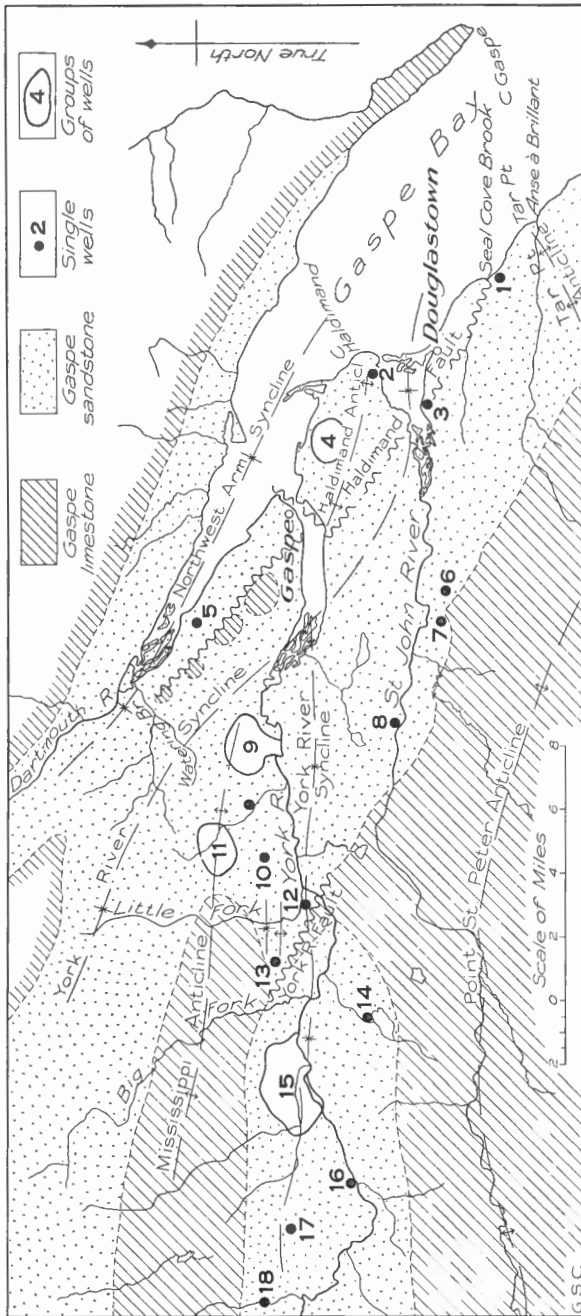 Gaspe
limestone
Gaspe
sandstone
2
Single
wells
4
Groups
of wells
True North
Dartmouth R.
Northwest Arm Syncline
Gaspe Bay
Haldimand
Haldimand Anticl.
Haldimand
Fault
Douglastown
Seal Cove Brook
Tar Pt
C Gaspe
Anse à Brillant
Tar Pt.
Anticline
Gaspe
St John River
York River
Syncline
York River
Syncline
York R.
Little Fork
Big Fork
York R. Fault
Mississippi Anticline
Point St. Peter Anticline
1
2
3
4
5
6
7
8
9
10
11
12
13
14
15
16
17
18
Scale of Miles
2 0 2 4 6 8